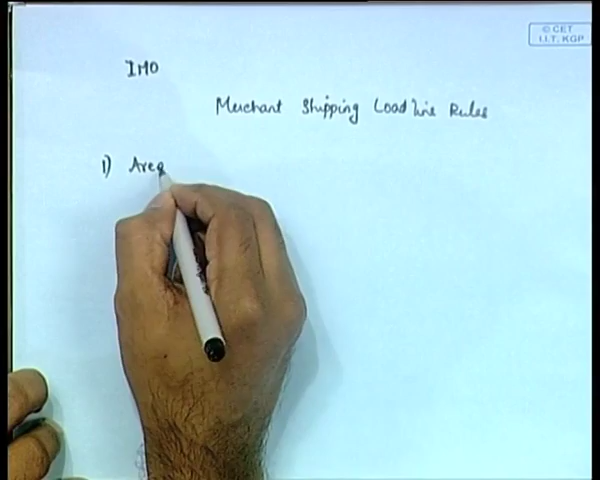 © CET
I.I.T. KGP
IMO
Merchant Shipping Load line Rules
1) Area